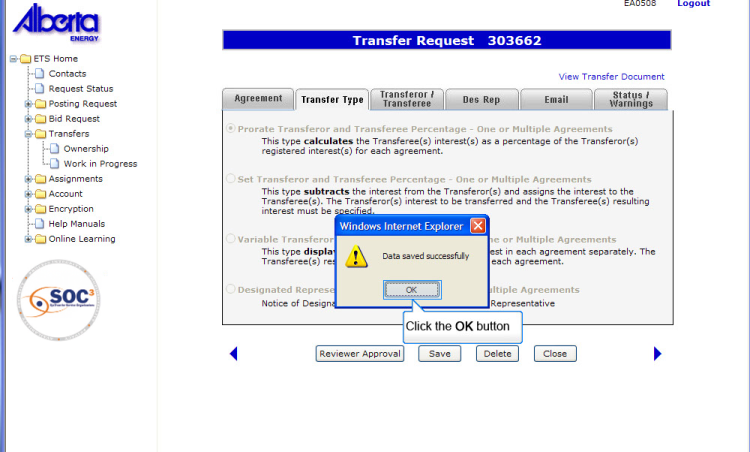 EA0508 Logout
Alberta
ENERGY
Transfer Request 303662
ETS Home
Contacts
Request Status
Posting Request
Bid Request
Transfers
Ownership
Work in Progress
Assignments
Account
Encryption
Help Manuals
Online Learning
SOC3
View Transfer Document
Agreement
Transfer Type
Transferor /
Transferee
Des Rep
Email
Status /
Warnings
Prorate Transferor and Transferee Percentage - One or Multiple Agreements
This type calculates the Transferee(s) interest(s) as a percentage of the Transferor(s)
registered interest(s) for each agreement.
Set Transferor and Transferee Percentage - One or Multiple Agreements
This type subtracts the interest from the Transferor(s) and assigns the interest to the
Transferee(s). The Transferor(s) interest to be transferred and the Transferee(s) resulting
interest must be specified.
Variable Transferor ne or Multiple Agreements
This type displa est in each agreement separately. The
Transferee(s) res each agreement.
Designated Represe ultiple Agreements
Notice of Designa Representative
Windows Internet Explorer
Data saved successfully
OK
Click the OK button
Reviewer Approval
Save
Delete
Close